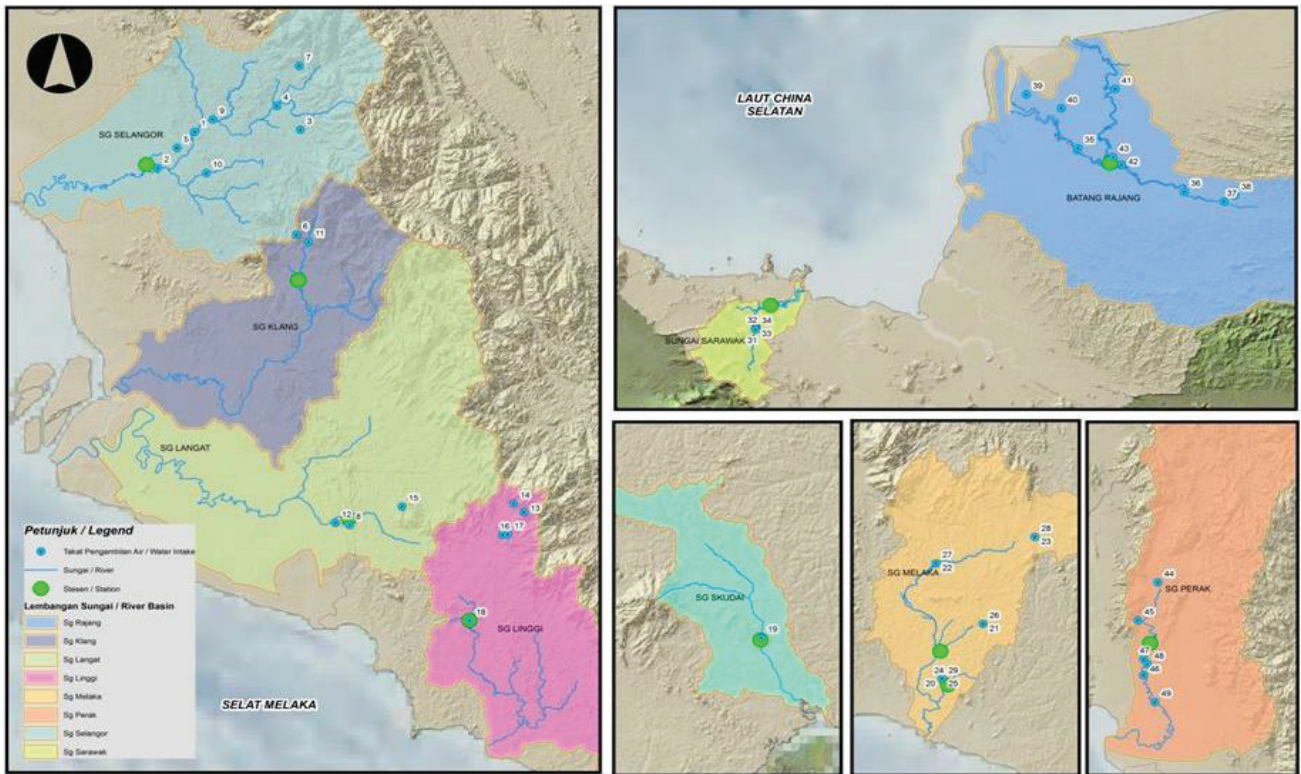 7
4
9
1
3
SG SELANGOR
5
2
10
6
11
SG KLANG
SG LANGAT
15
12
8
14
13
16 17
18
SG LINGGI
SELAT MELAKA
Petunjuk / Legend
Takat Pengambilan Air / Water Intake
Sungai / River
Stesen / Station
Lembangan Sungai / River Basin
Sg Rajang
Sg Klang
Sg Langat
Sg Linggi
Sg Melaka
Sg Perak
Sg Selangor
Sg Sarawak
LAUT CHINA
SELATAN
39
40
41
35
43
42
36
38
37
BATANG RAJANG
32 34
33
SUNGAI SARAWAK
31
SG SKUDAI
19
28
23
27
SG MELAKA
22
26
21
24 29
20 25
44
SG PERAK
45
47
48
46
49